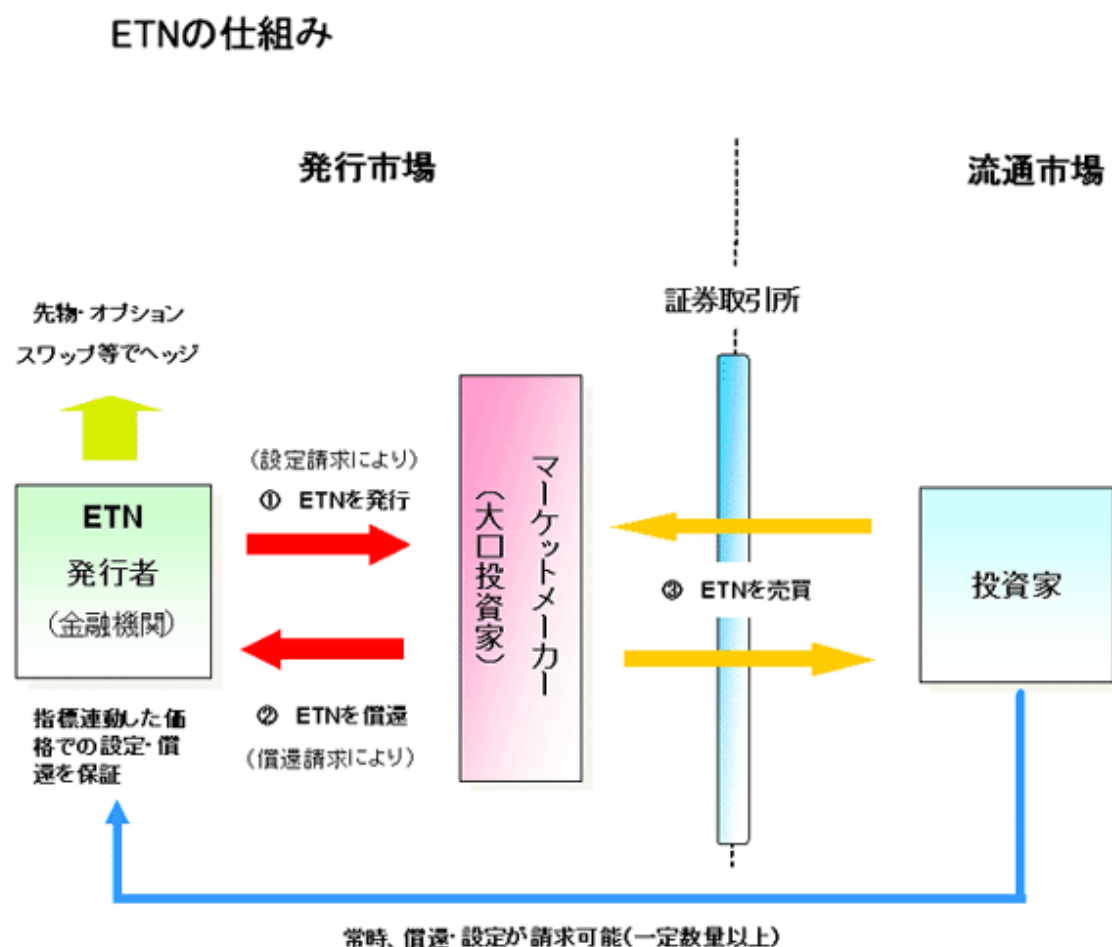 ETNの仕組み
発行市場
流通市場
証券取引所
先物・オプション
スワップ等でヘッジ
(設定請求により)
① ETNを発行
ETN
発行者
(金融機関)
マーケットメーカー
(大口投資家)
③ ETNを売買
投資家
② ETNを償還
(償還請求により)
指標連動した価
格での設定・償
還を保証
常時、償還・設定が請求可能(一定数量以上)